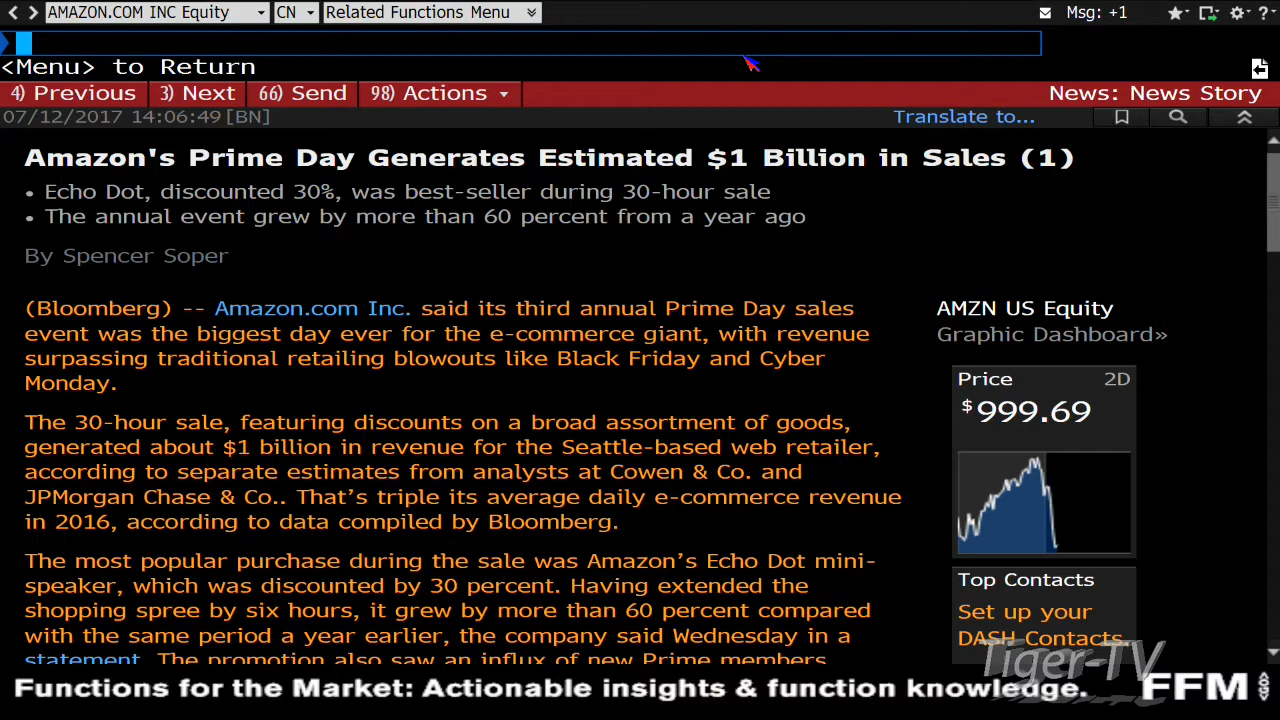 AMAZON.COM INC Equity CN Related Functions Menu Msg: +1 ?
<Menu> to Return
4) Previous 3) Next 66) Send 98) Actions News: News Story
07/12/2017 14:06:49 [BN] Translate to...
Amazon's Prime Day Generates Estimated $1 Billion in Sales (1)
• Echo Dot, discounted 30%, was best-seller during 30-hour sale
• The annual event grew by more than 60 percent from a year ago
By Spencer Soper
(Bloomberg) -- Amazon.com Inc. said its third annual Prime Day sales
event was the biggest day ever for the e-commerce giant, with revenue
surpassing traditional retailing blowouts like Black Friday and Cyber
Monday.
The 30-hour sale, featuring discounts on a broad assortment of goods,
generated about $1 billion in revenue for the Seattle-based web retailer,
according to separate estimates from analysts at Cowen & Co. and
JPMorgan Chase & Co.. That's triple its average daily e-commerce revenue
in 2016, according to data compiled by Bloomberg.
The most popular purchase during the sale was Amazon's Echo Dot mini-
speaker, which was discounted by 30 percent. Having extended the
shopping spree by six hours, it grew by more than 60 percent compared
with the same period a year earlier, the company said Wednesday in a
statement. The promotion also saw an influx of new Prime members
AMZN US Equity
Graphic Dashboard»
Price 2D
$999.69
Top Contacts
Set up your
DASH Contacts
Tiger-TV
Functions for the Market: Actionable insights & function knowledge. FFM